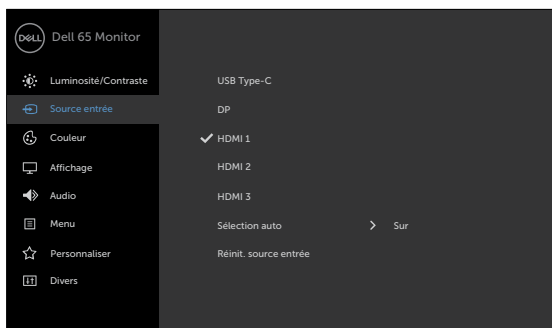 DELL Dell 65 Monitor
Luminosité/Contraste
Source entrée
Couleur
Affichage
Audio
Menu
Personnaliser
Divers
USB Type-C
DP
HDMI 1
HDMI 2
HDMI 3
Sélection auto Sur
Réinit. source entrée